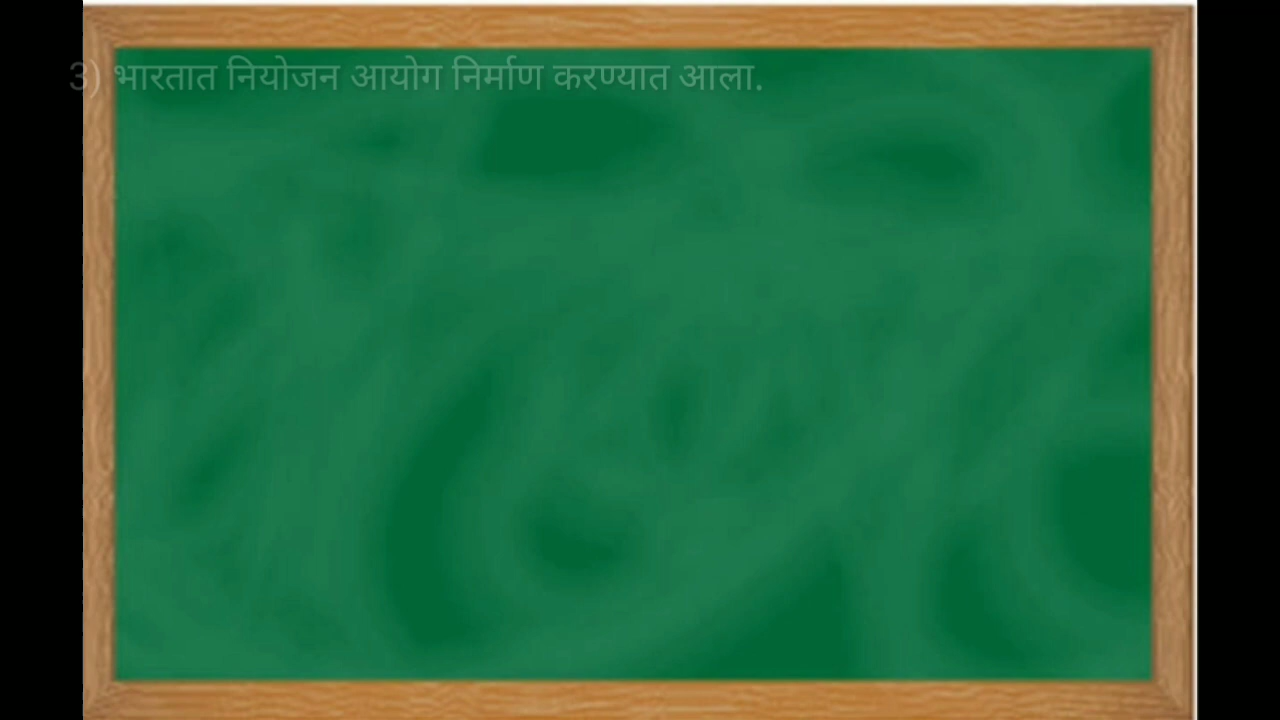 3) भारतात नियोजन आयोग निर्माण करण्यात आला.